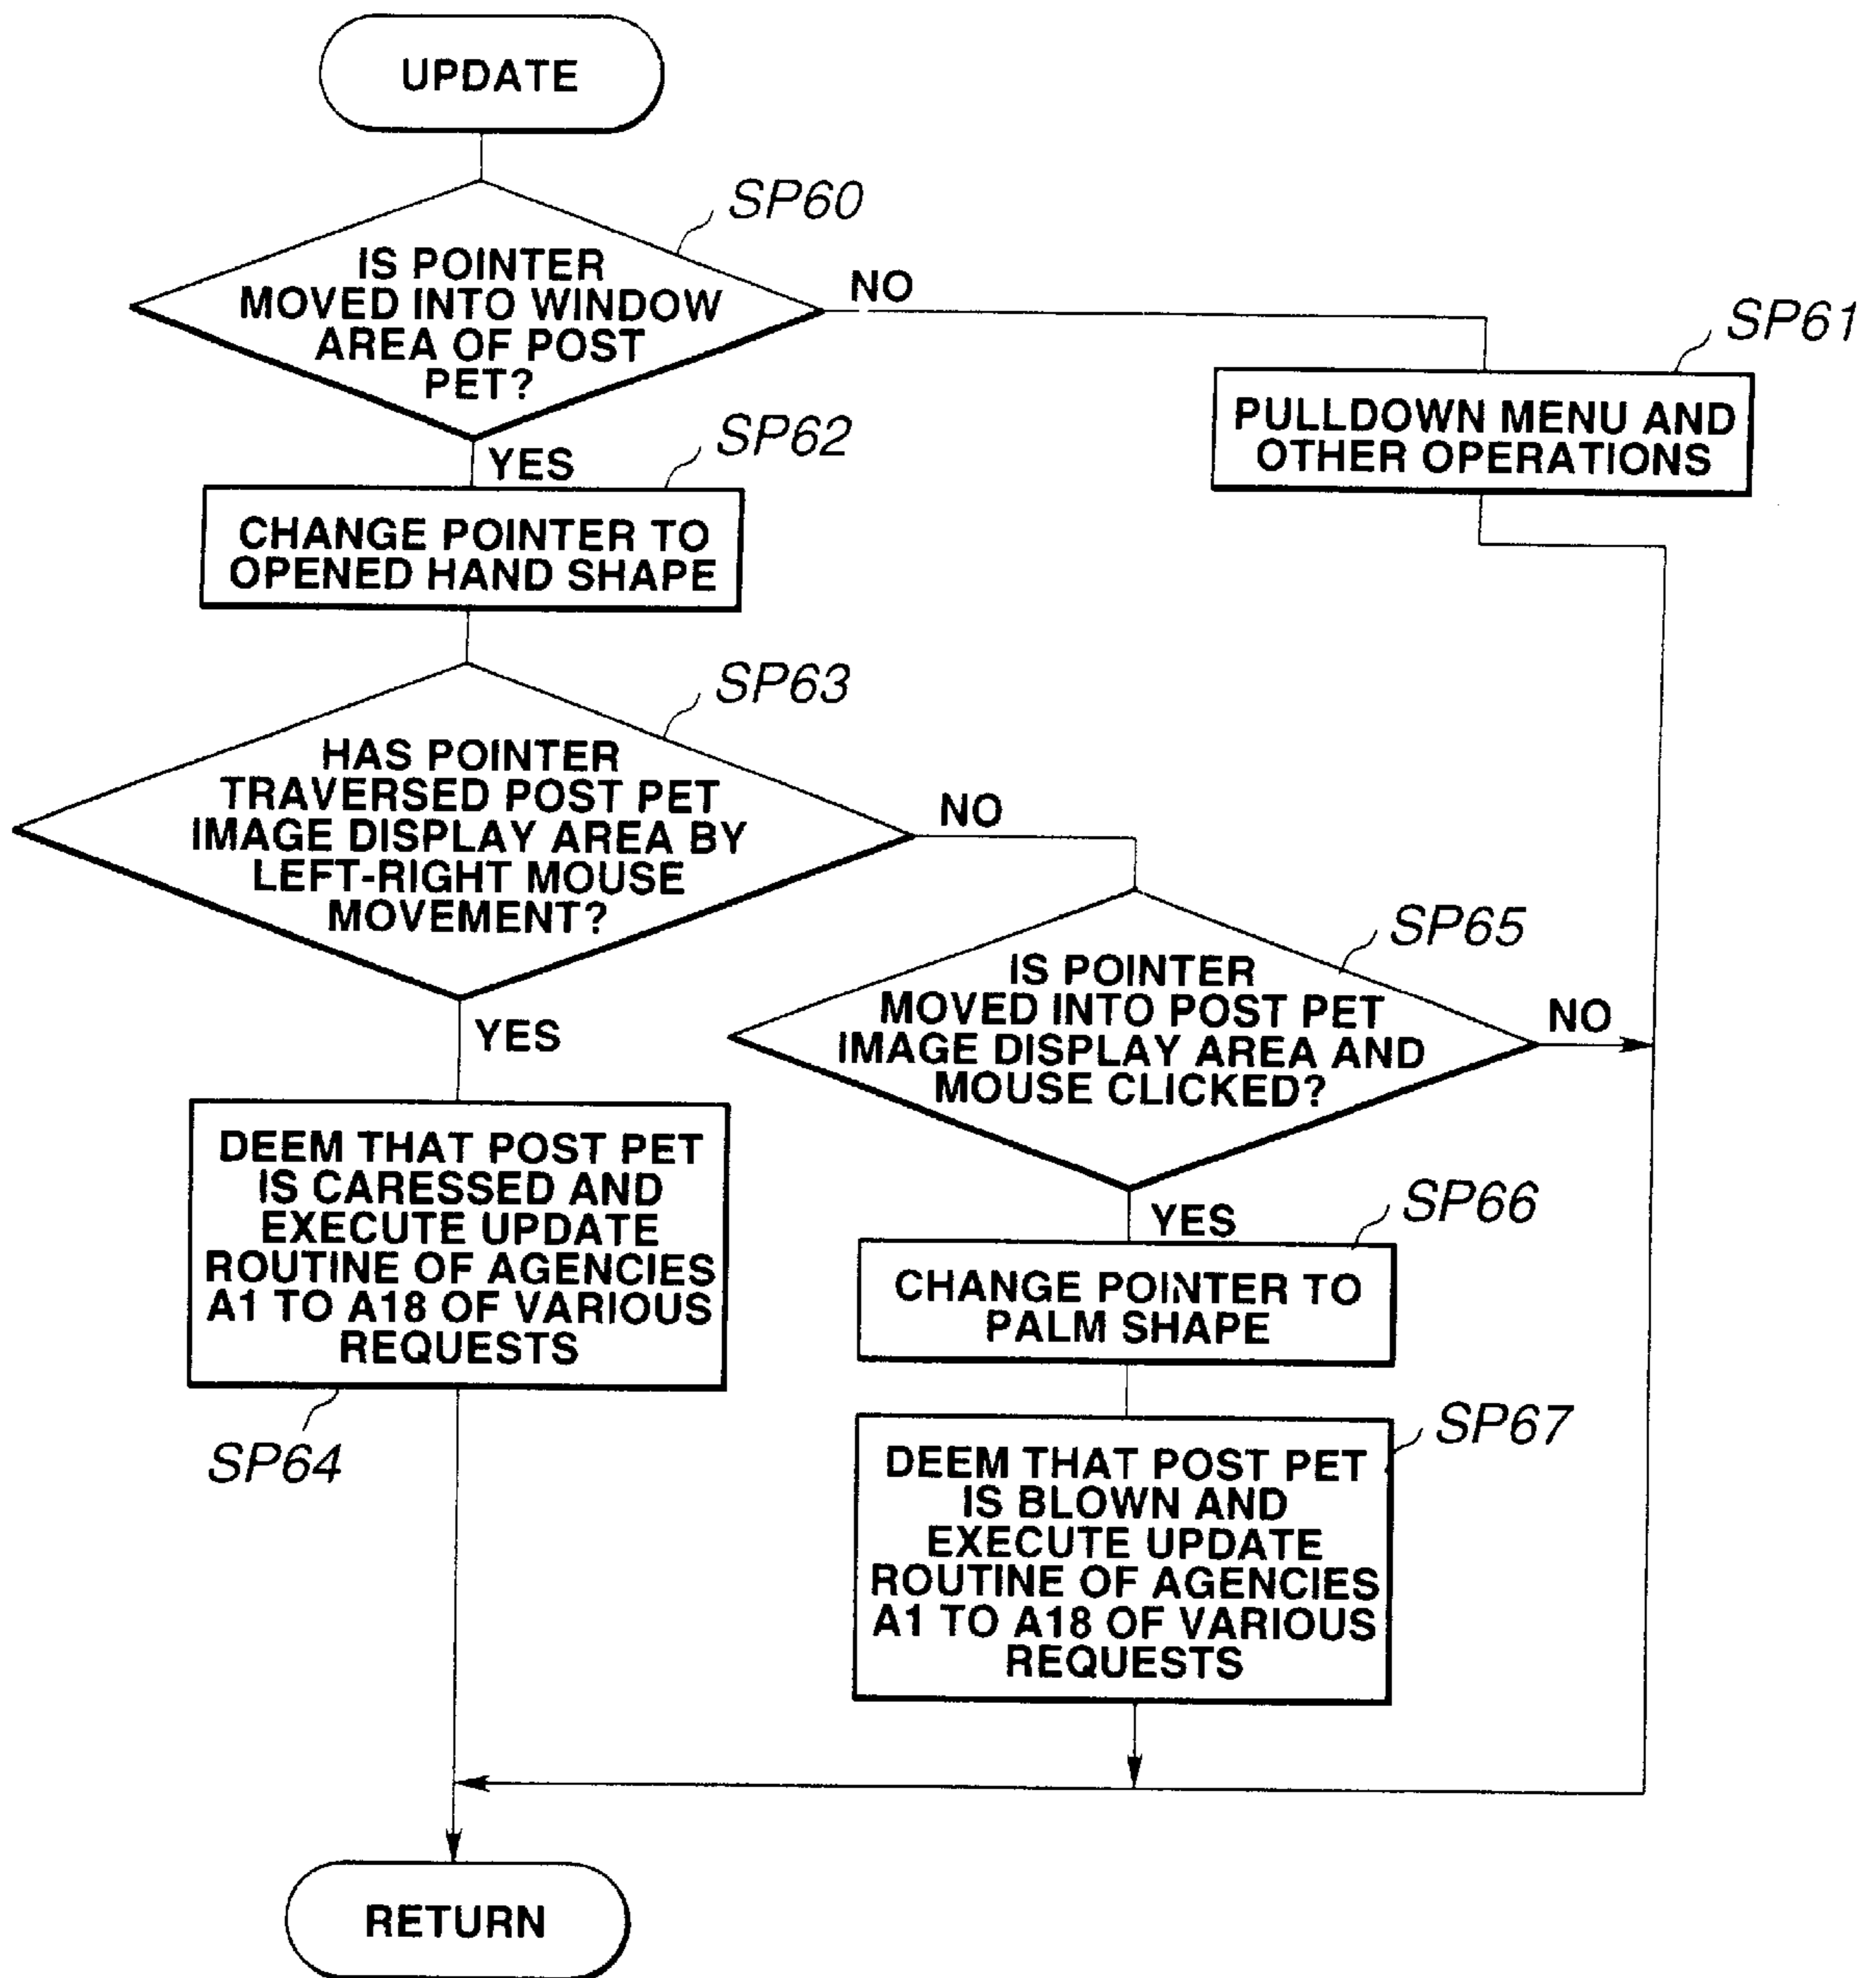 UPDATE
SP60
IS POINTER
MOVED INTO WINDOW
AREA OF POST
PET?
NO
SP61
PULLDOWN MENU AND
OTHER OPERATIONS
YES
SP62
CHANGE POINTER TO
OPENED HAND SHAPE
SP63
HAS POINTER
TRAVERSED POST PET
IMAGE DISPLAY AREA BY
LEFT-RIGHT MOUSE
MOVEMENT?
NO
YES
SP65
IS POINTER
MOVED INTO POST PET
IMAGE DISPLAY AREA AND
MOUSE CLICKED?
NO
YES
DEEM THAT POST PET
IS CARESSED AND
EXECUTE UPDATE
ROUTINE OF AGENCIES
A1 TO A18 OF VARIOUS
REQUESTS
SP64
SP66
CHANGE POINTER TO
PALM SHAPE
SP67
DEEM THAT POST PET
IS BLOWN AND
EXECUTE UPDATE
ROUTINE OF AGENCIES
A1 TO A18 OF VARIOUS
REQUESTS
RETURN